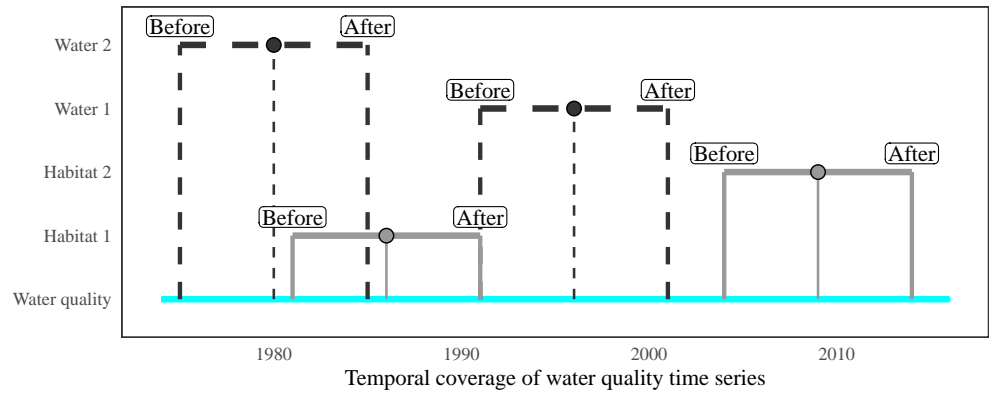 Before
After
Water 2
Before
After
Water 1
Before
After
Habitat 2
Before
After
Habitat 1
Water quality
1980
1990
2000
2010
Temporal coverage of water quality time series